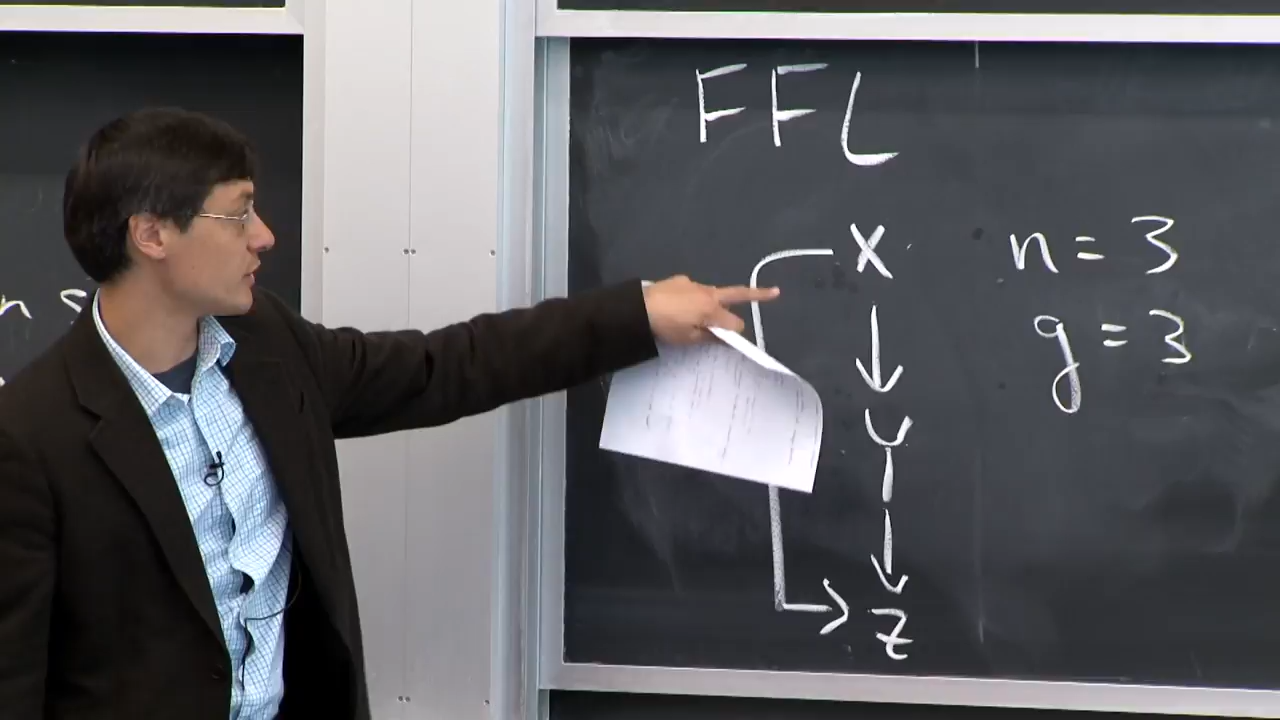 n s
FFL
X n = 3
g = 3
y
Z